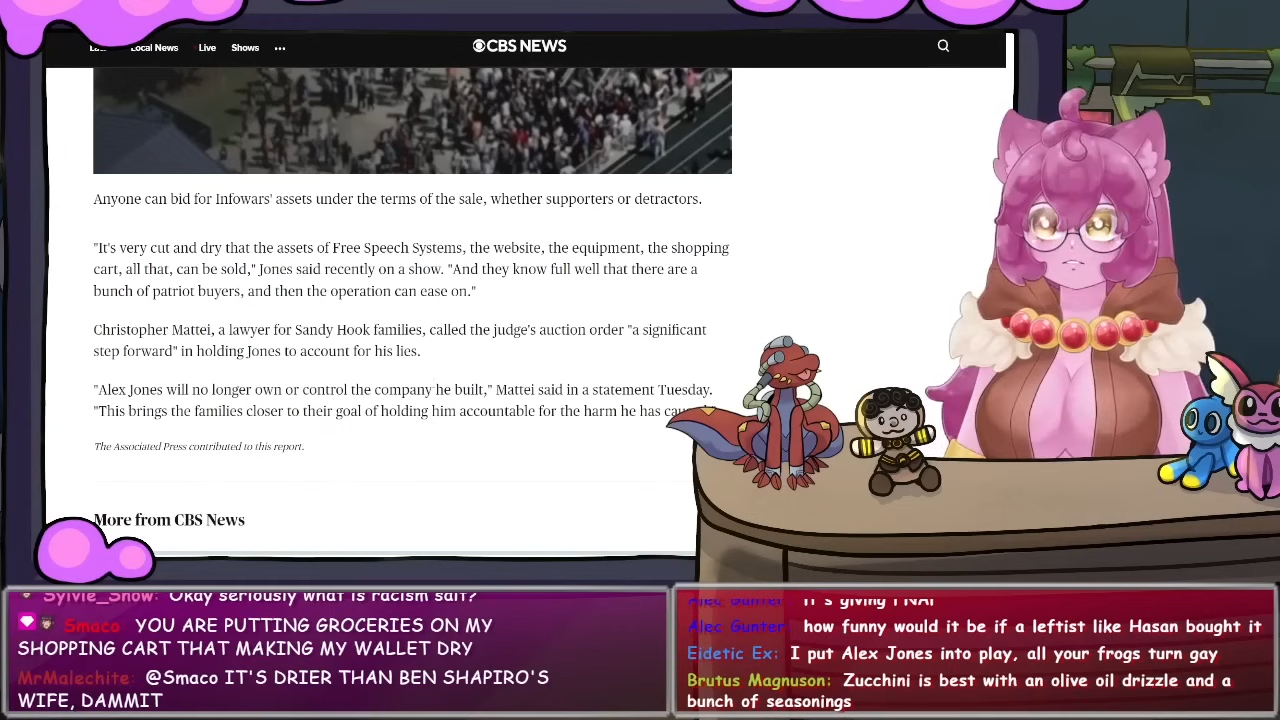 Local News Live Shows ••• CBS NEWS
Anyone can bid for Infowars' assets under the terms of the sale, whether supporters or detractors.
"It's very cut and dry that the assets of Free Speech Systems, the website, the equipment, the shopping
cart, all that, can be sold," Jones said recently on a show. "And they know full well that there are a
bunch of patriot buyers, and then the operation can ease on."
Christopher Mattei, a lawyer for Sandy Hook families, called the judge's auction order "a significant
step forward" in holding Jones to account for his lies.
"Alex Jones will no longer own or control the company he built," Mattei said in a statement Tuesday.
"This brings the families closer to their goal of holding him accountable for the harm he has
The Associated Press contributed to this report.
More from CBS News
Sylvie_Snow: Okay seriously what is racism salt?
Smaco YOU ARE PUTTING GROCERIES ON MY
SHOPPING CART THAT MAKING MY WALLET DRY
MrMalechite: @Smaco IT'S DRIER THAN BEN SHAPIRO'S
WIFE, DAMMIT
Alec Gunter: It's giving FNAF
Alec Gunter: how funny would it be if a leftist like Hasan bought it
Eidetic Ex: I put Alex Jones into play, all your frogs turn gay
Brutus Magnuson: Zucchini is best with an olive oil drizzle and a
bunch of seasonings